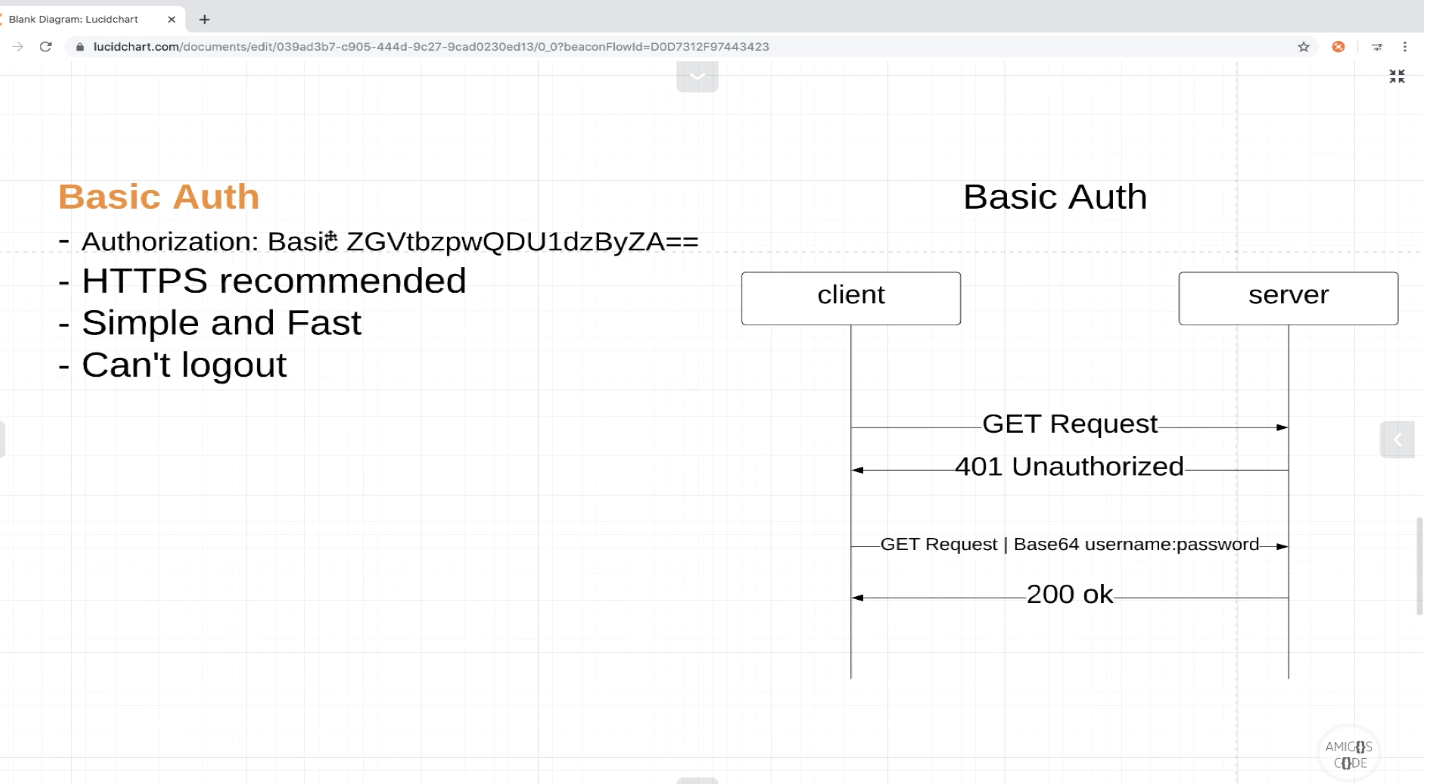 Blank Diagram: Lucidchart
lucidchart.com/documents/edit/039ad3b7-c905-444d-9c27-9cad0230ed13/0_0?beaconFlowId=D0D7312F97443423
Basic Auth
- Authorization: Basic ZGVtbzpwQDU1dzByZA==
- HTTPS recommended
- Simple and Fast
- Can't logout
Basic Auth
client
server
GET Request
401 Unauthorized
GET Request | Base64 username:password
200 ok
AMIG{}S
C{}DE